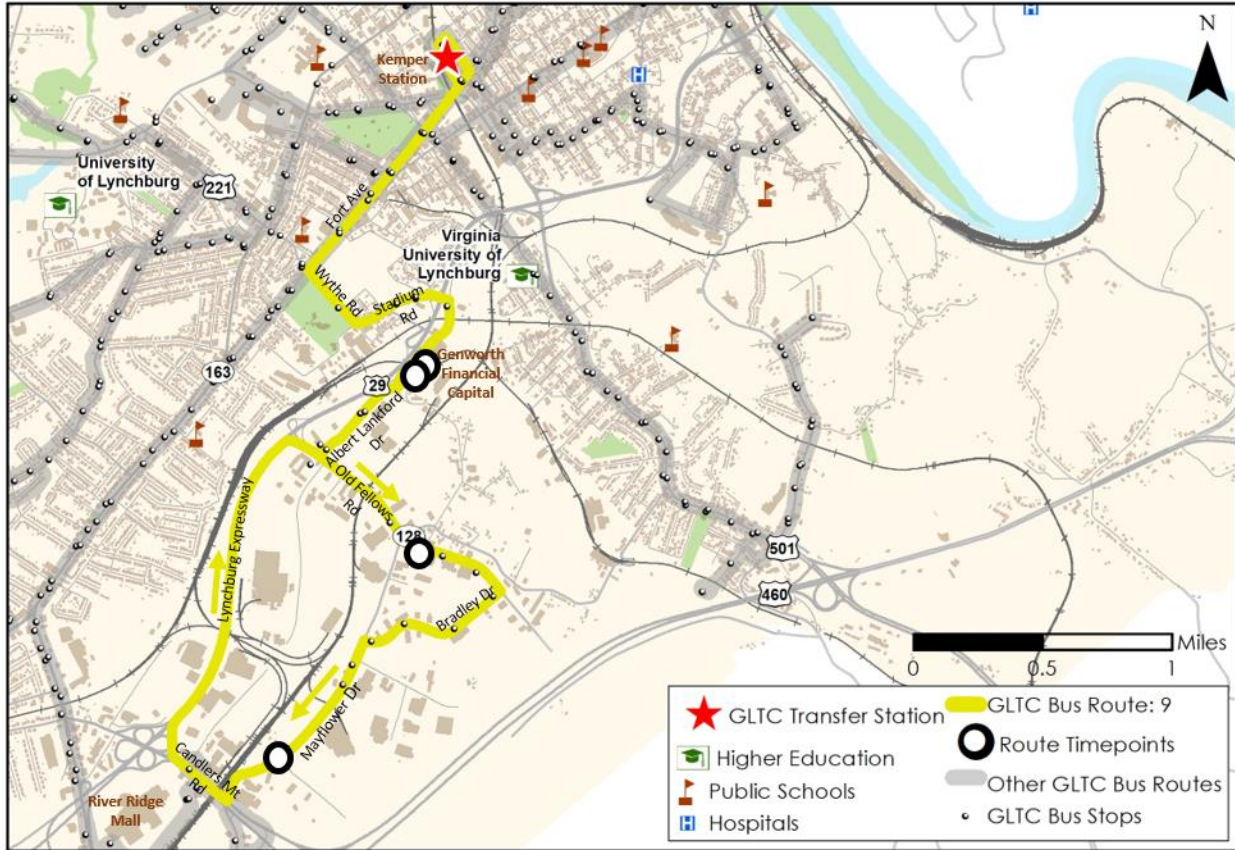 N
Kemper
Station
University
of Lynchburg
221
Fort Ave
Virginia
University of
Lynchburg
Wythe Rd
Stadium
Rd
Genworth
Financial
Capital
163
29
Albert Lankford
Dr
Old Fellows
Rd
Lynchburg Expressway
128
501
460
Bradley Dr
Mayflower Dr
Candlers Mt
Rd
River Ridge
Mall
Miles
0
0.5
1
GLTC Transfer Station
Higher Education
Public Schools
H Hospitals
GLTC Bus Route: 9
Route Timepoints
Other GLTC Bus Routes
GLTC Bus Stops
H
H